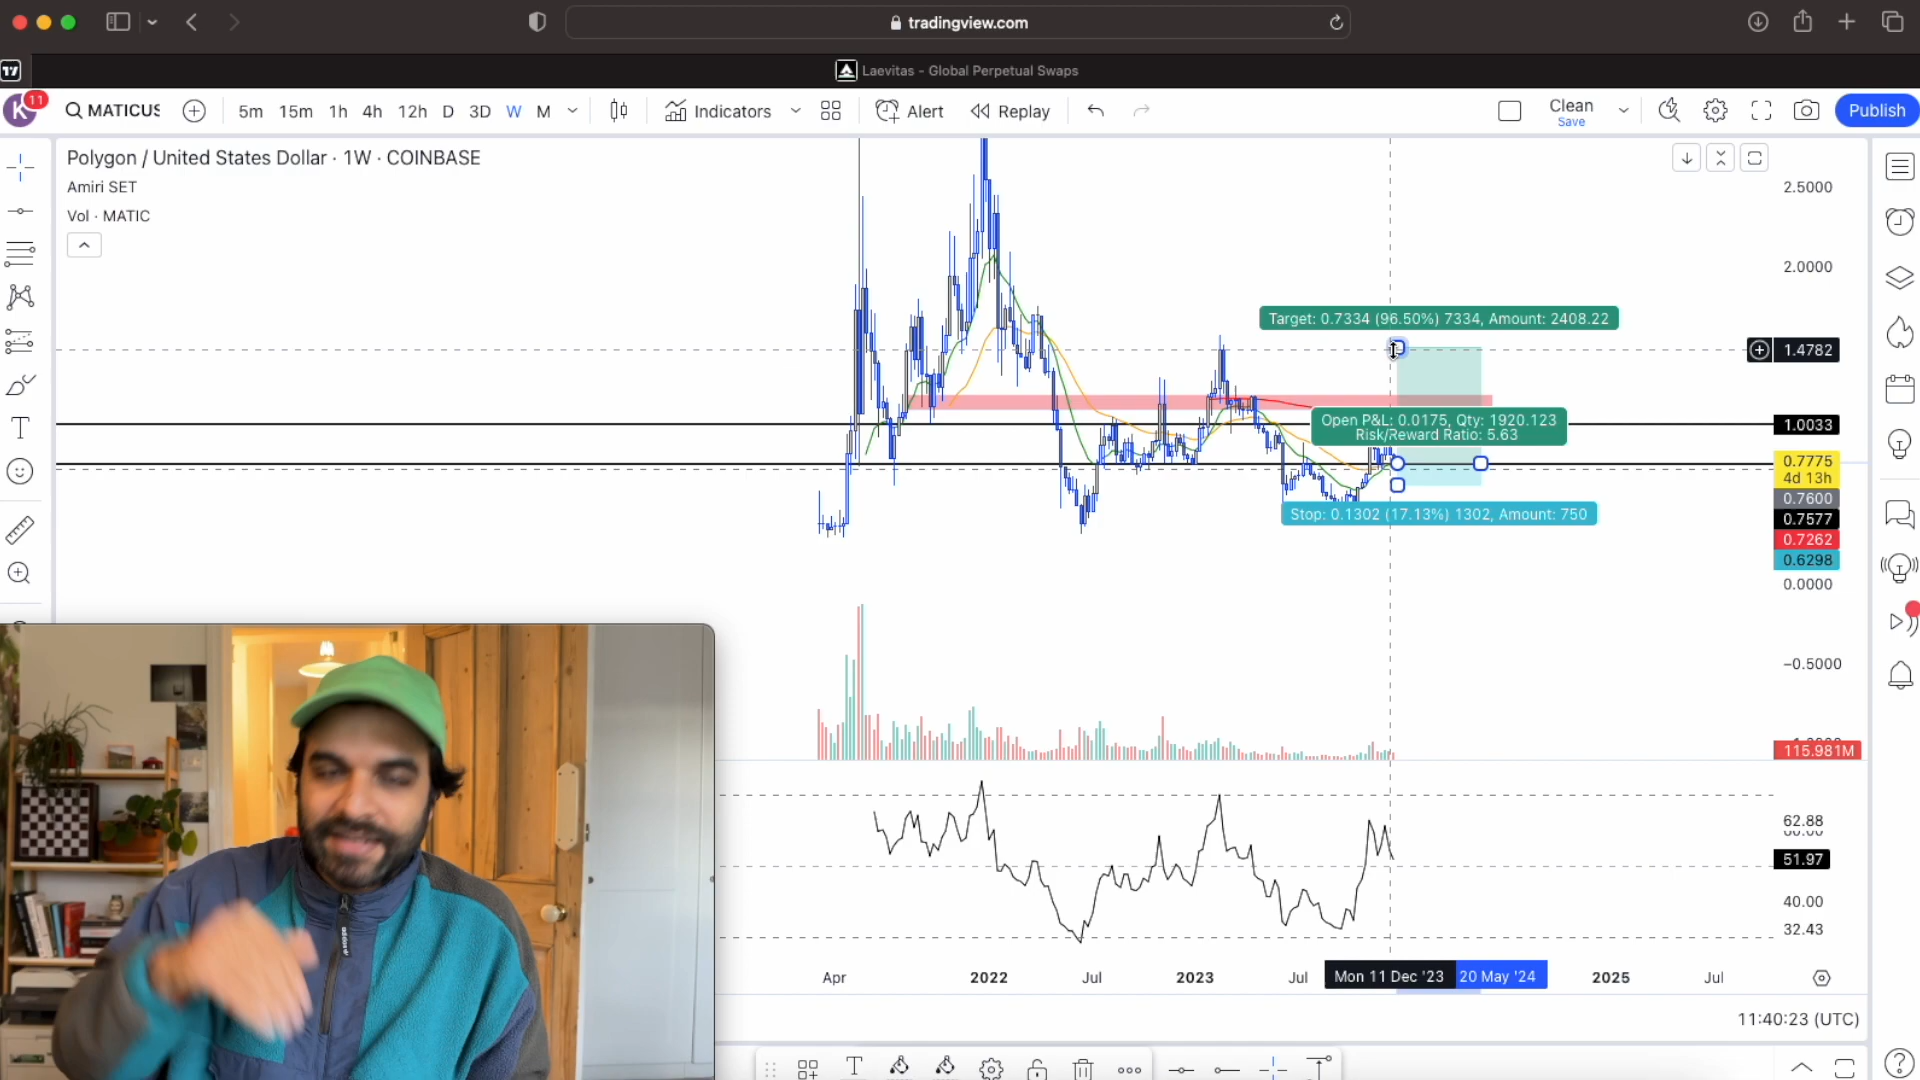 tradingview.com
Laevitas - Global Perpetual Swaps
K
11
MATICUS
5m
15m
1h
4h
12h
D
3D
W
M
Indicators
Alert
Replay
Clean
Save
Publish
Polygon / United States Dollar · 1W · COINBASE
Amiri SET
Vol · MATIC
2.5000
2.0000
Target: 0.7334 (96.50%) 7334, Amount: 2408.22
1.4782
Open P&L: 0.0175, Qty: 1920.123
Risk/Reward Ratio: 5.63
1.0033
0.7775
4d 13h
0.7600
0.7577
Stop: 0.1302 (17.13%) 1302, Amount: 750
0.7262
0.6298
0.0000
−0.5000
115.981M
62.88
51.97
40.00
32.43
Apr
2022
Jul
2023
Jul
Mon 11 Dec '23
20 May '24
2025
Jul
11:40:23 (UTC)
T